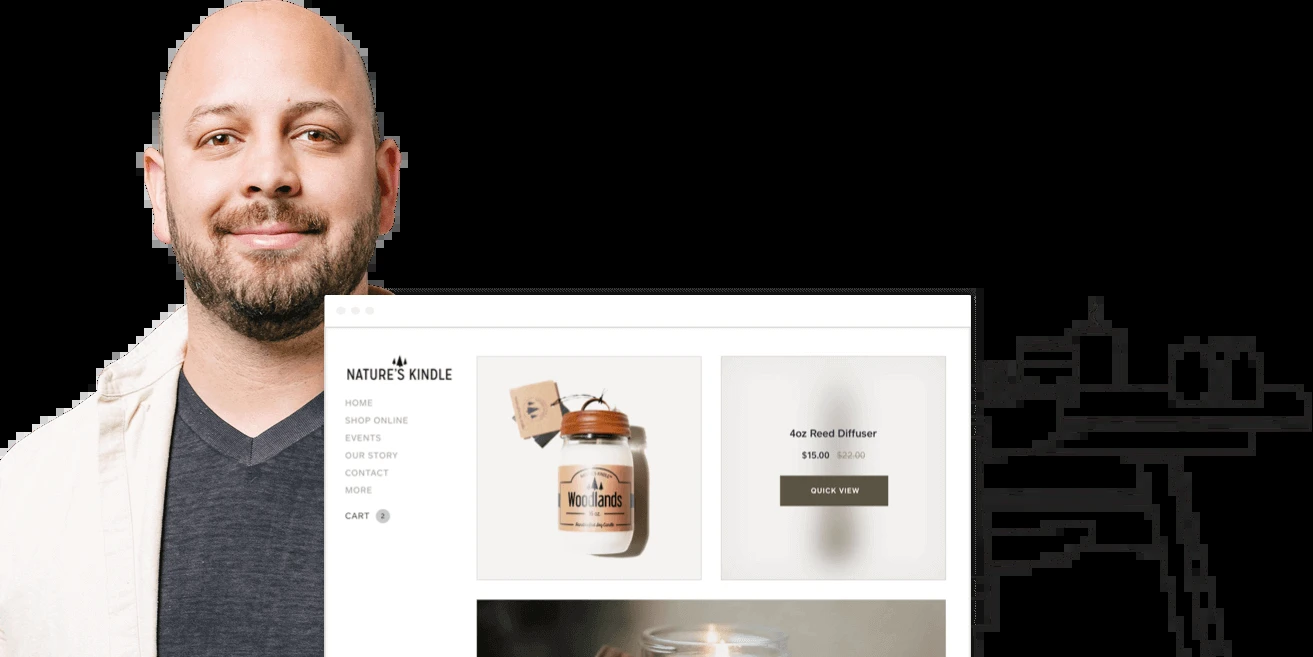 NATURE'S KINDLE
HOME
SHOP ONLINE
EVENTS
OUR STORY
CONTACT
MORE
CART 2
Woodlands
4oz Reed Diffuser
$15.00 $22.00
QUICK VIEW